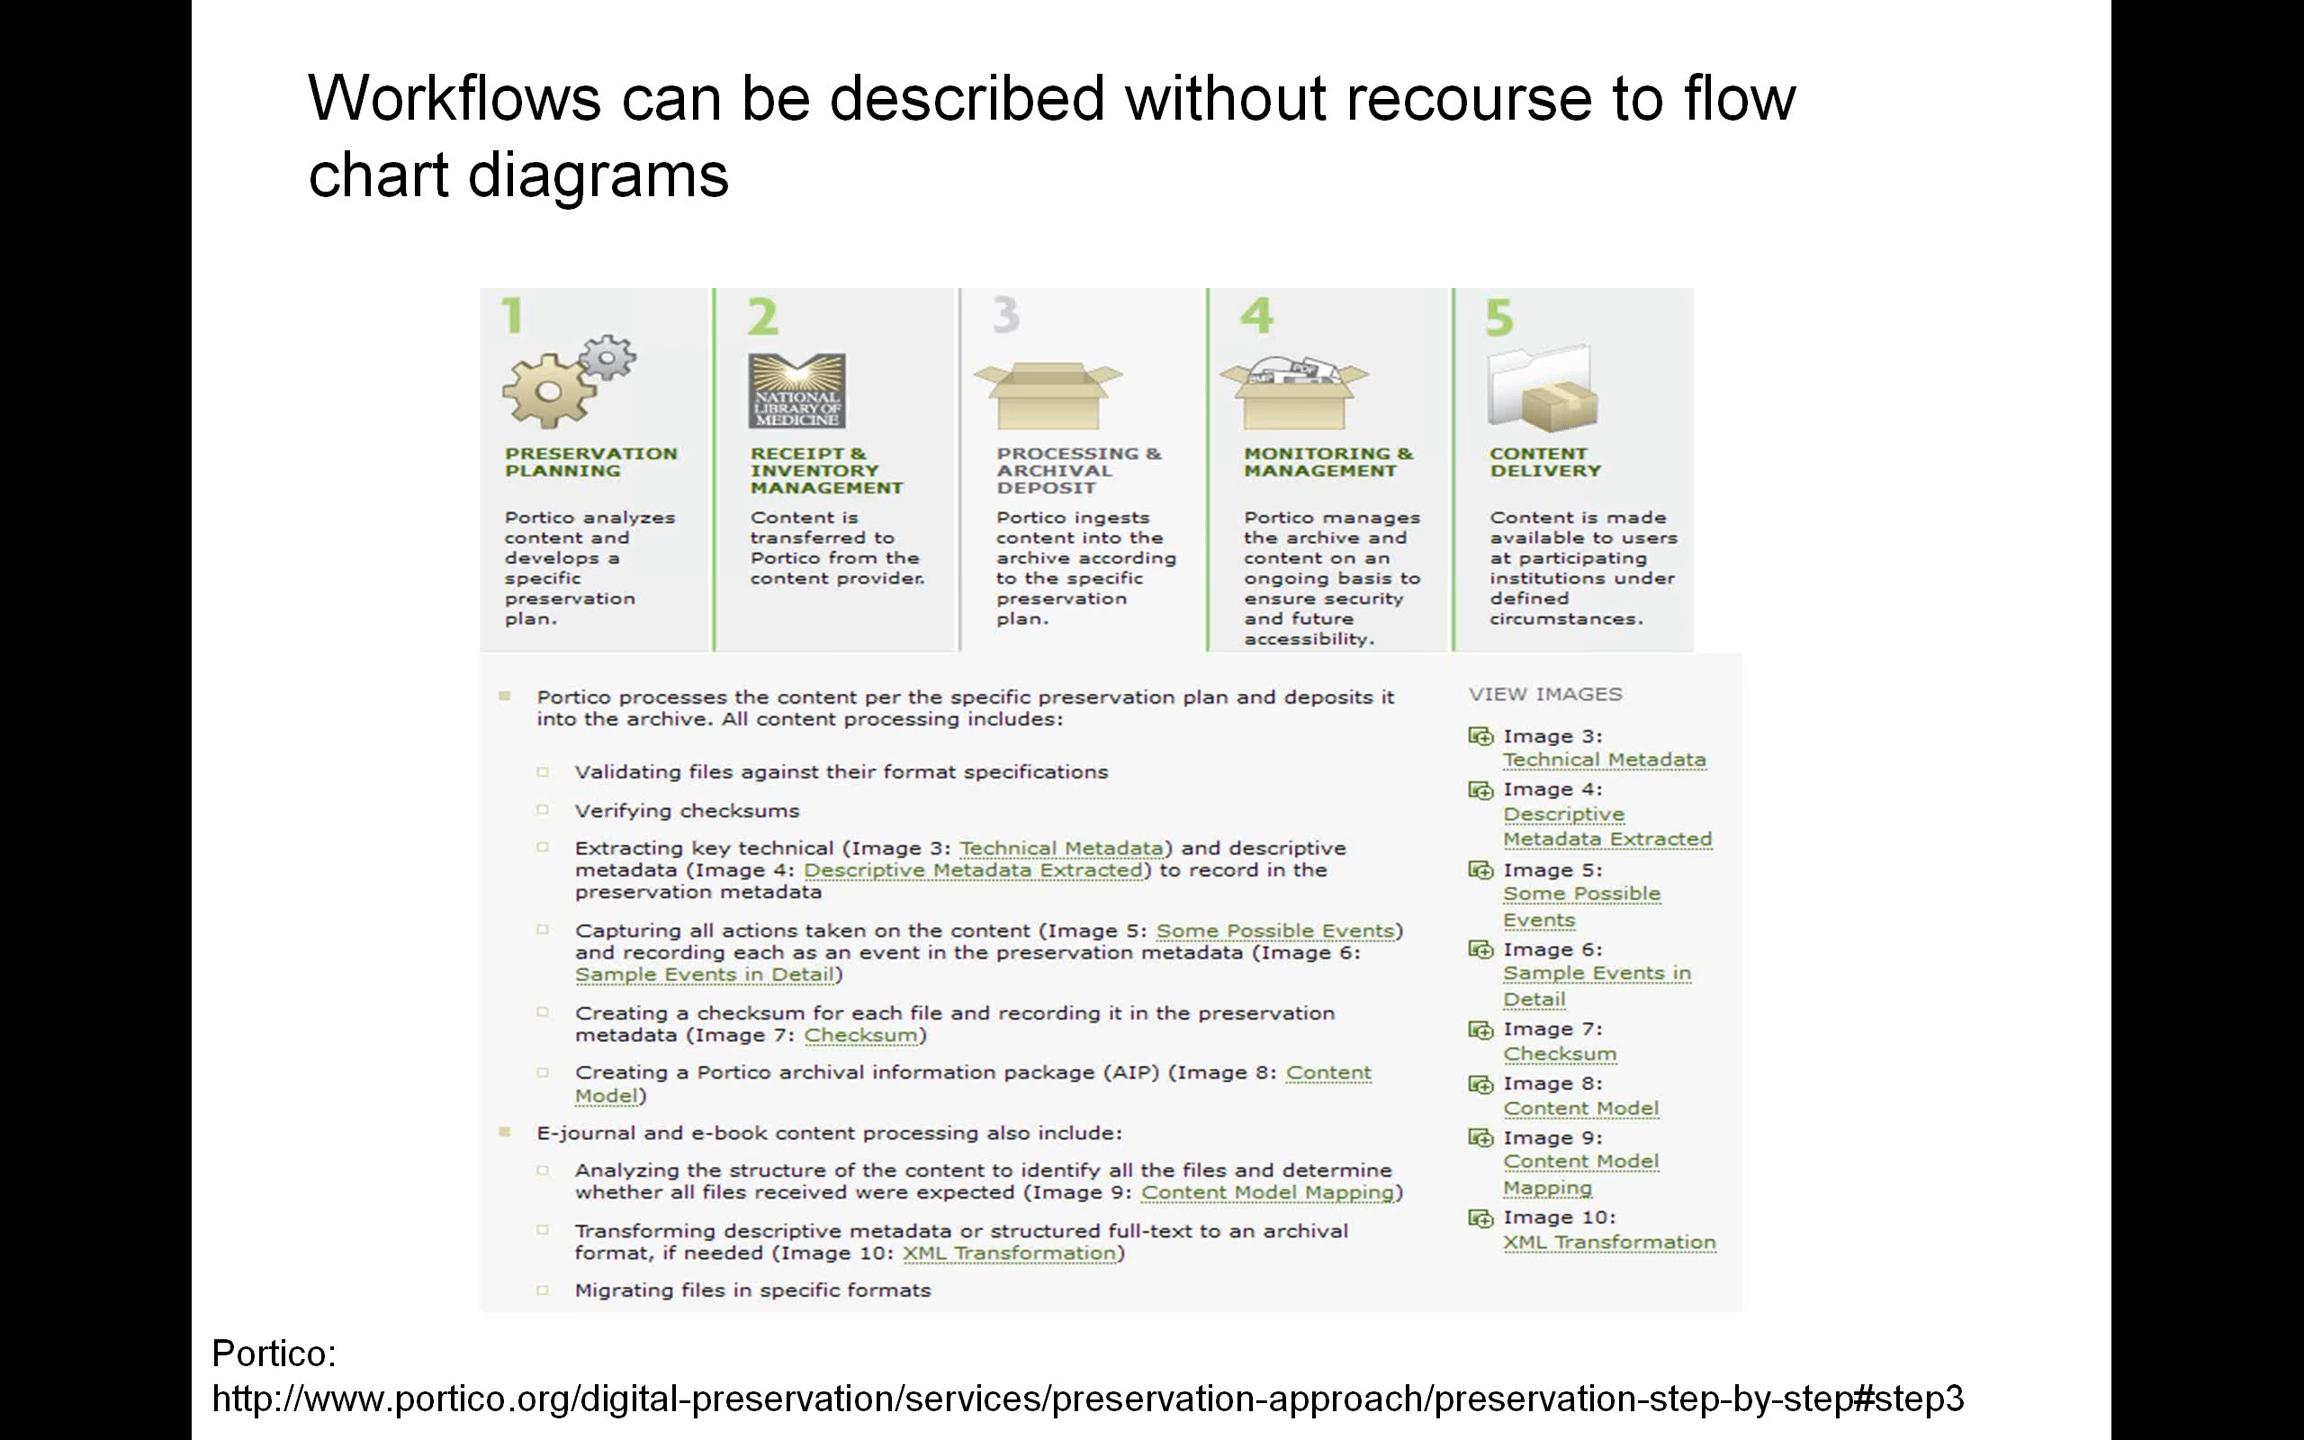 Workflows can be described without recourse to flow
chart diagrams
1
PRESERVATION
PLANNING
Portico analyzes
content and
develops a
specific
preservation
plan.
2
NATIONAL
LIBRARY OF
MEDICINE
RECEIPT &
INVENTORY
MANAGEMENT
Content is
transferred to
Portico from the
content provider.
3
PROCESSING &
ARCHIVAL
DEPOSIT
Portico ingests
content into the
archive according
to the specific
preservation
plan.
4
MONITORING &
MANAGEMENT
Portico manages
the archive and
content on an
ongoing basis to
ensure security
and future
accessibility.
5
CONTENT
DELIVERY
Content is made
available to users
at participating
institutions under
defined
circumstances.
Portico processes the content per the specific preservation plan and deposits it
into the archive. All content processing includes:
Validating files against their format specifications
Verifying checksums
Extracting key technical (Image 3: Technical Metadata) and descriptive
metadata (Image 4: Descriptive Metadata Extracted) to record in the
preservation metadata
Capturing all actions taken on the content (Image 5: Some Possible Events)
and recording each as an event in the preservation metadata (Image 6:
Sample Events in Detail)
Creating a checksum for each file and recording it in the preservation
metadata (Image 7: Checksum)
Creating a Portico archival information package (AIP) (Image 8: Content
Model)
E-journal and e-book content processing also include:
Analyzing the structure of the content to identify all the files and determine
whether all files received were expected (Image 9: Content Model Mapping)
Transforming descriptive metadata or structured full-text to an archival
format, if needed (Image 10: XML Transformation)
Migrating files in specific formats
VIEW IMAGES
Image 3:
Technical Metadata
Image 4:
Descriptive
Metadata Extracted
Image 5:
Some Possible
Events
Image 6:
Sample Events in
Detail
Image 7:
Checksum
Image 8:
Content Model
Image 9:
Content Model
Mapping
Image 10:
XML Transformation
Portico:
http://www.portico.org/digital-preservation/services/preservation-approach/preservation-step-by-step#step3